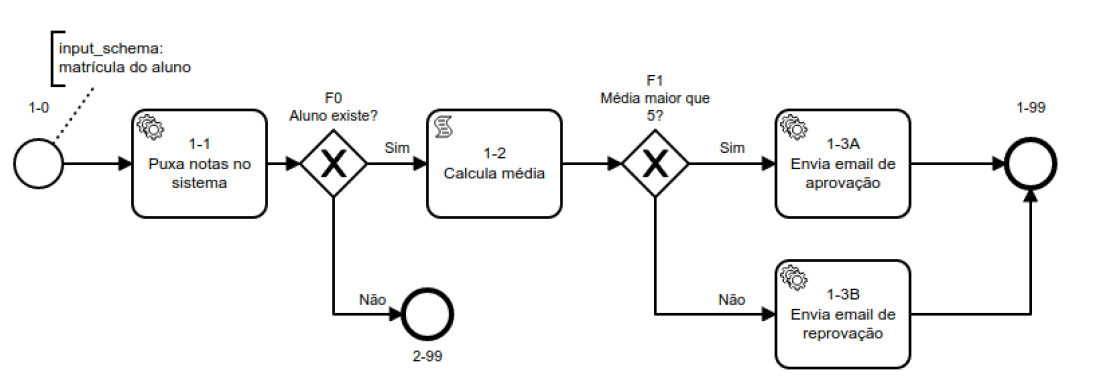 input_schema:
matrícula do aluno
1-0
1-1
Puxa notas no
sistema
F0
Aluno existe?
Sim
Não
2-99
1-2
Calcula média
F1
Média maior que
5?
Sim
Não
1-3A
Envia email de
aprovação
1-3B
Envia email de
reprovação
1-99